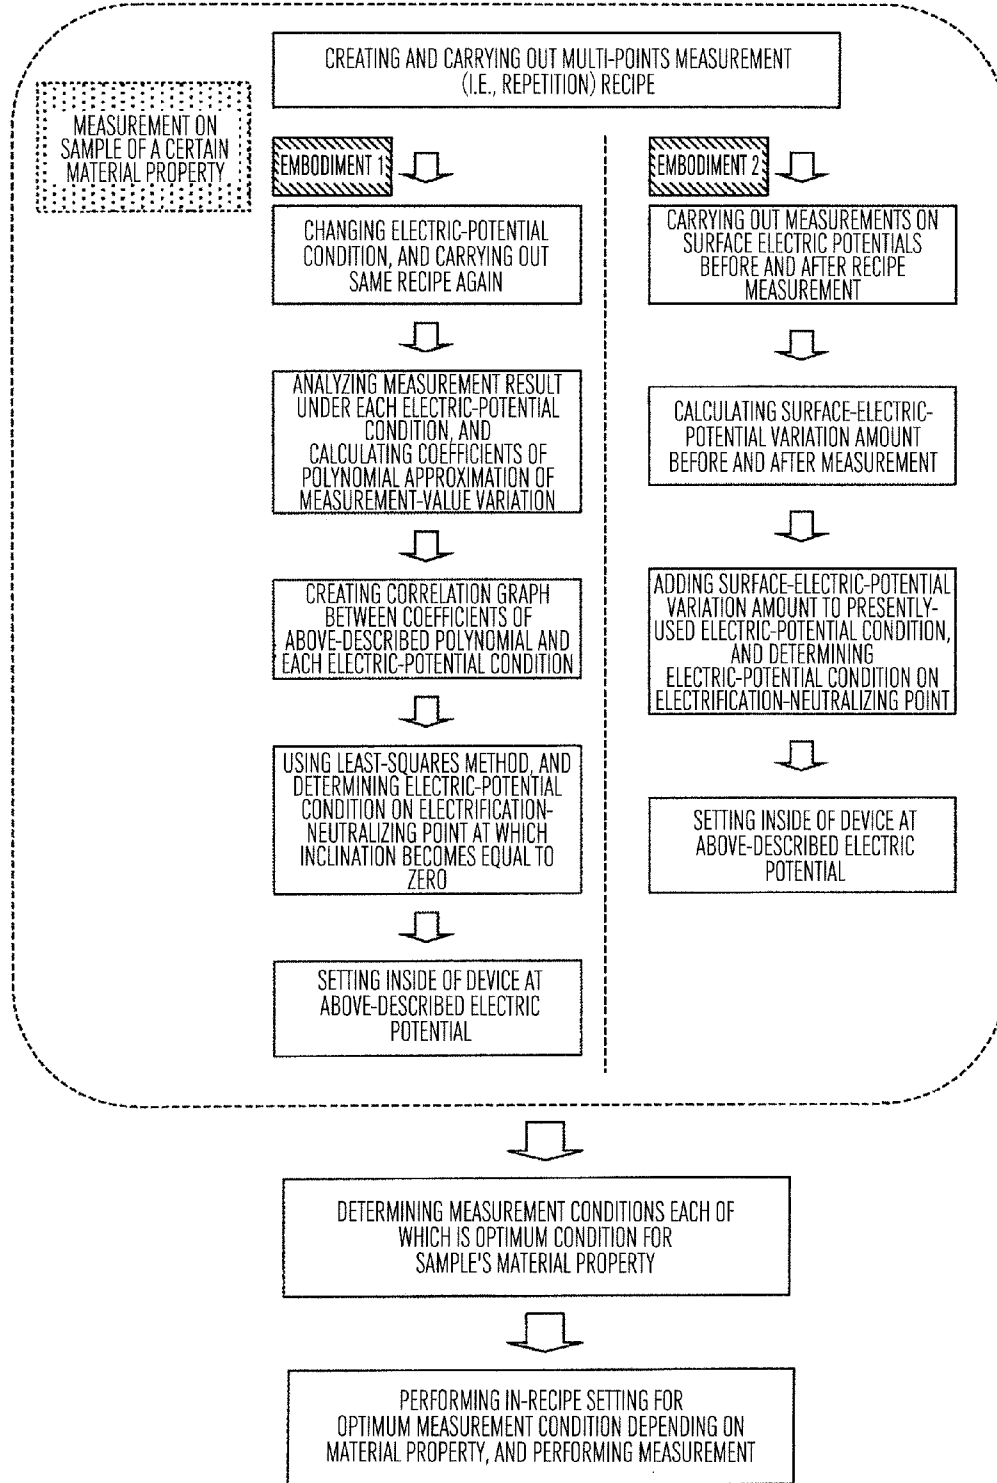 CREATING AND CARRYING OUT MULTI-POINTS MEASUREMENT
(I.E., REPETITION) RECIPE
MEASUREMENT ON
SAMPLE OF A CERTAIN
MATERIAL PROPERTY
EMBODIMENT 1
CHANGING ELECTRIC-POTENTIAL
CONDITION, AND CARRYING OUT
SAME RECIPE AGAIN
ANALYZING MEASUREMENT RESULT
UNDER EACH ELECTRIC-POTENTIAL
CONDITION, AND
CALCULATING COEFFICIENTS OF
POLYNOMIAL APPROXIMATION OF
MEASUREMENT-VALUE VARIATION
CREATING CORRELATION GRAPH
BETWEEN COEFFICIENTS OF
ABOVE-DESCRIBED POLYNOMIAL AND
EACH ELECTRIC-POTENTIAL CONDITION
USING LEAST-SQUARES METHOD, AND
DETERMINING ELECTRIC-POTENTIAL
CONDITION ON ELECTRIFICATION-
NEUTRALIZING POINT AT WHICH
INCLINATION BECOMES EQUAL TO
ZERO
SETTING INSIDE OF DEVICE AT
ABOVE-DESCRIBED ELECTRIC
POTENTIAL
EMBODIMENT 2
CARRYING OUT MEASUREMENTS ON
SURFACE ELECTRIC POTENTIALS
BEFORE AND AFTER RECIPE
MEASUREMENT
CALCULATING SURFACE-ELECTRIC-
POTENTIAL VARIATION AMOUNT
BEFORE AND AFTER MEASUREMENT
ADDING SURFACE-ELECTRIC-POTENTIAL
VARIATION AMOUNT TO PRESENTLY-
USED ELECTRIC-POTENTIAL CONDITION,
AND DETERMINING
ELECTRIC-POTENTIAL CONDITION ON
ELECTRIFICATION-NEUTRALIZING POINT
SETTING INSIDE OF DEVICE AT
ABOVE-DESCRIBED ELECTRIC
POTENTIAL
DETERMINING MEASUREMENT CONDITIONS EACH OF
WHICH IS OPTIMUM CONDITION FOR
SAMPLE'S MATERIAL PROPERTY
PERFORMING IN-RECIPE SETTING FOR
OPTIMUM MEASUREMENT CONDITION DEPENDING ON
MATERIAL PROPERTY, AND PERFORMING MEASUREMENT